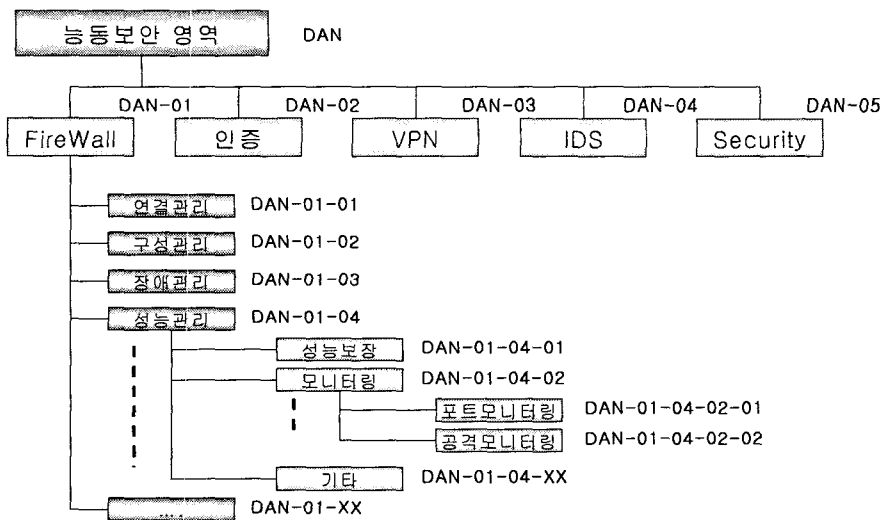 능동보안 영역 DAN
DAN-01 DAN-02 DAN-03 DAN-04 DAN-05
FireWall 인증 VPN IDS Security
연결관리 DAN-01-01
구성관리 DAN-01-02
장애관리 DAN-01-03
성능관리 DAN-01-04
성능보장 DAN-01-04-01
모니터링 DAN-01-04-02
포트모니터링 DAN-01-04-02-01
공격모니터링 DAN-01-04-02-02
기타 DAN-01-04-XX
.... DAN-01-XX